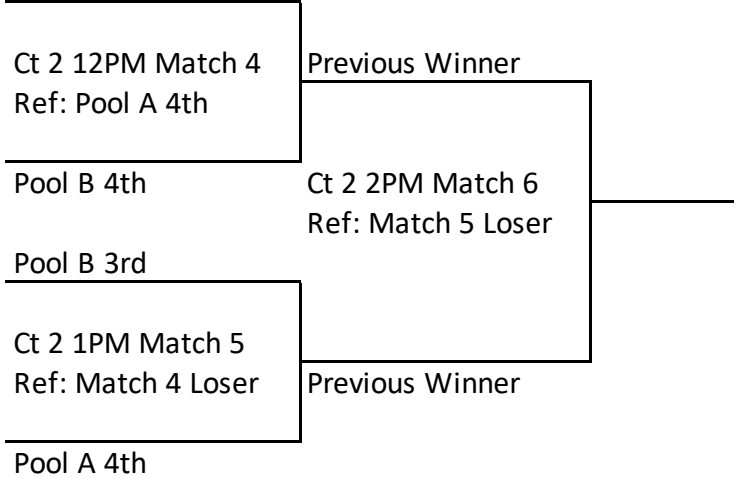 Ct 2 12PM Match 4
Ref: Pool A 4th
Previous Winner
Pool B 4th
Ct 2 2PM Match 6
Ref: Match 5 Loser
Pool B 3rd
Ct 2 1PM Match 5
Ref: Match 4 Loser
Previous Winner
Pool A 4th